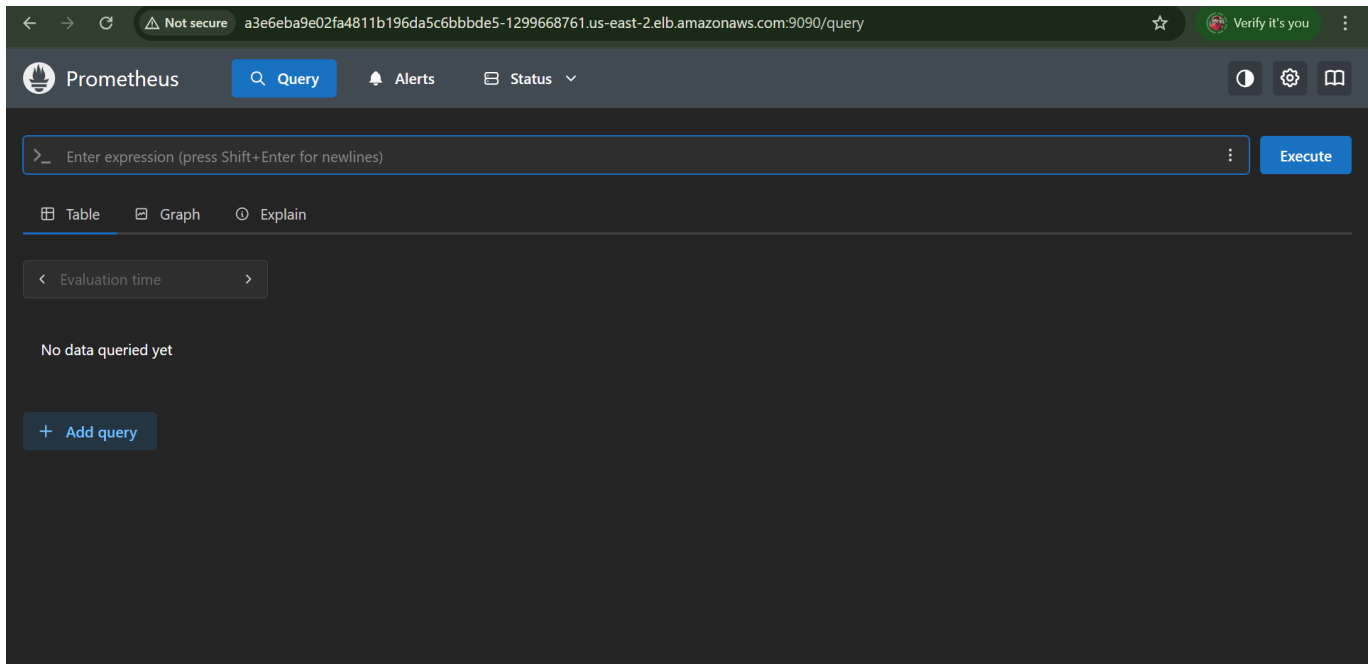 Not secure a3e6eba9e02fa4811b196da5c6bbbde5-1299668761.us-east-2.elb.amazonaws.com:9090/query Verify it's you
Prometheus Query Alerts Status
>_ Enter expression (press Shift+Enter for newlines) Execute
Table Graph Explain
Evaluation time
No data queried yet
+ Add query